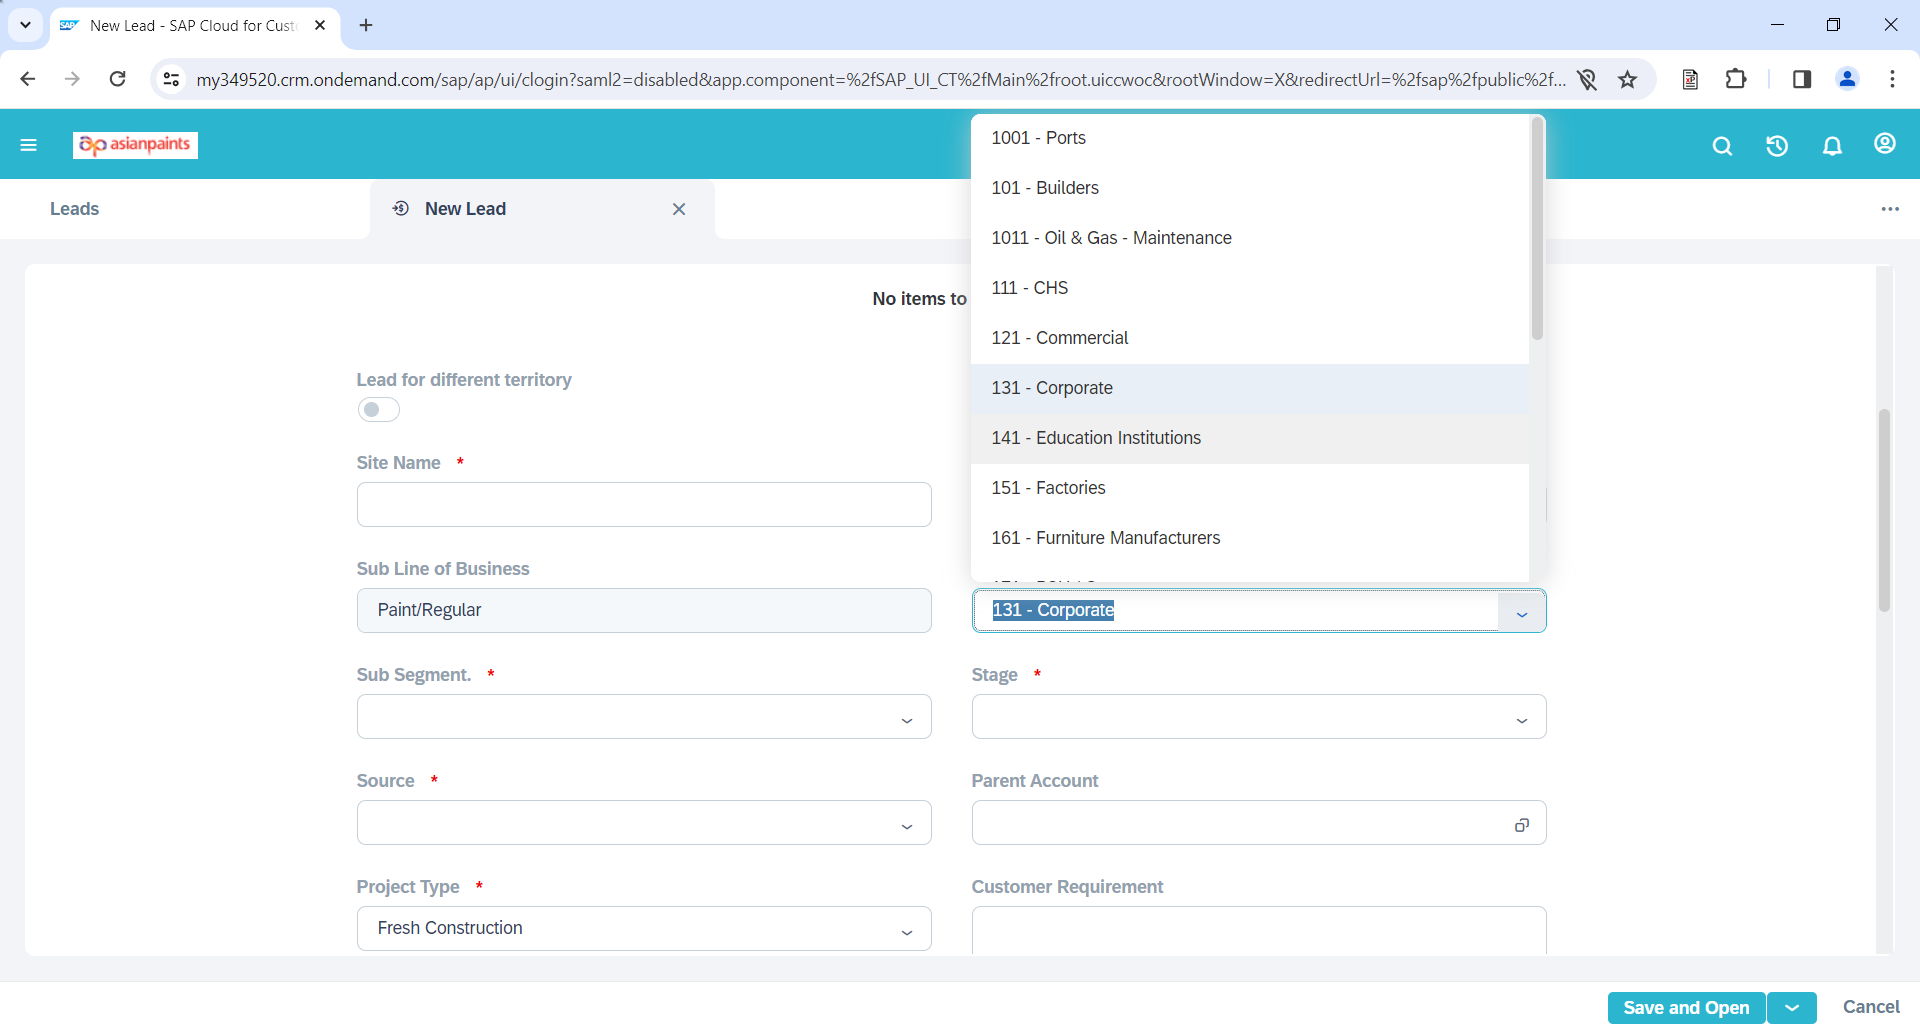 New Lead - SAP Cloud for Cust
my349520.crm.ondemand.com/sap/ap/ui/clogin?saml2=disabled&app.component=%2fSAP_UI_CT%2fMain%2froot.uiccwoc&rootWindow=X&redirectUrl=%2fsap%2fpublic%2f...
asianpaints
Leads
New Lead
No items to
1001 - Ports
101 - Builders
1011 - Oil & Gas - Maintenance
111 - CHS
121 - Commercial
131 - Corporate
141 - Education Institutions
151 - Factories
161 - Furniture Manufacturers
Lead for different territory
Site Name *
Sub Line of Business
Paint/Regular
131 - Corporate
Sub Segment. *
Stage *
Source *
Parent Account
Project Type *
Fresh Construction
Customer Requirement
Save and Open
Cancel